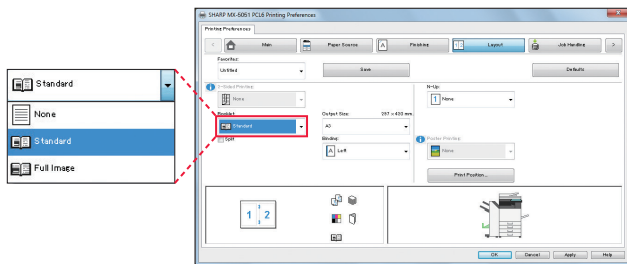 SHARP MX-5051 PCL6 Printing Preferences
Printing Preferences
Main
Paper Source
Finishing
Layout
Job Handling
Favorites:
Untitled
Save
Defaults
2-Sided Printing:
None
N-Up:
1 None
Booklet:
Standard
Output Size:
297 x 420 mm
A3
Split
Binding:
A Left
Poster Printing:
None
Print Position...
1 2
OK
Cancel
Apply
Help
Standard
None
Standard
Full Image